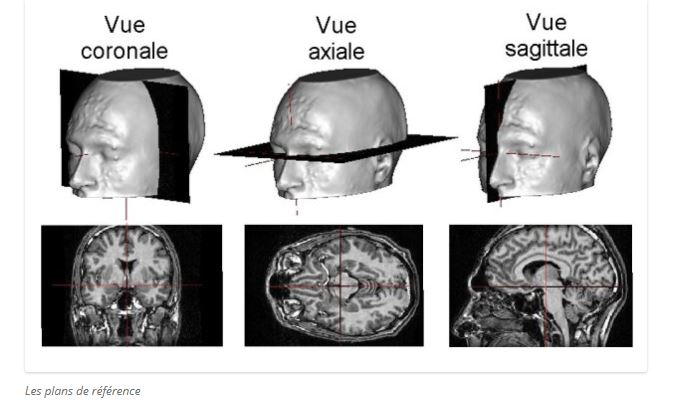 Vue
coronale
Vue
axiale
Vue
sagittale
Les plans de référence